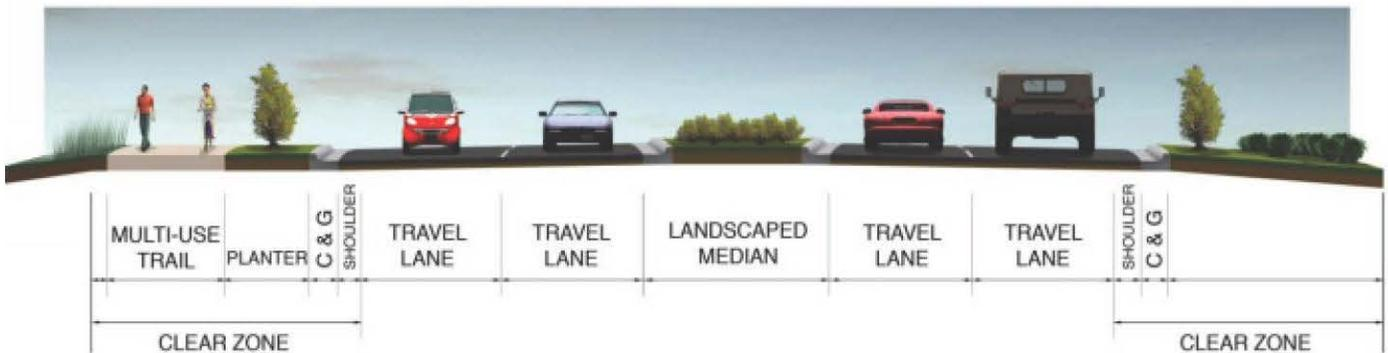 MULTI-USE
TRAIL
PLANTER
C & G
SHOULDER
TRAVEL
LANE
TRAVEL
LANE
LANDSCAPED
MEDIAN
TRAVEL
LANE
TRAVEL
LANE
SHOULDER
C & G
CLEAR ZONE
CLEAR ZONE